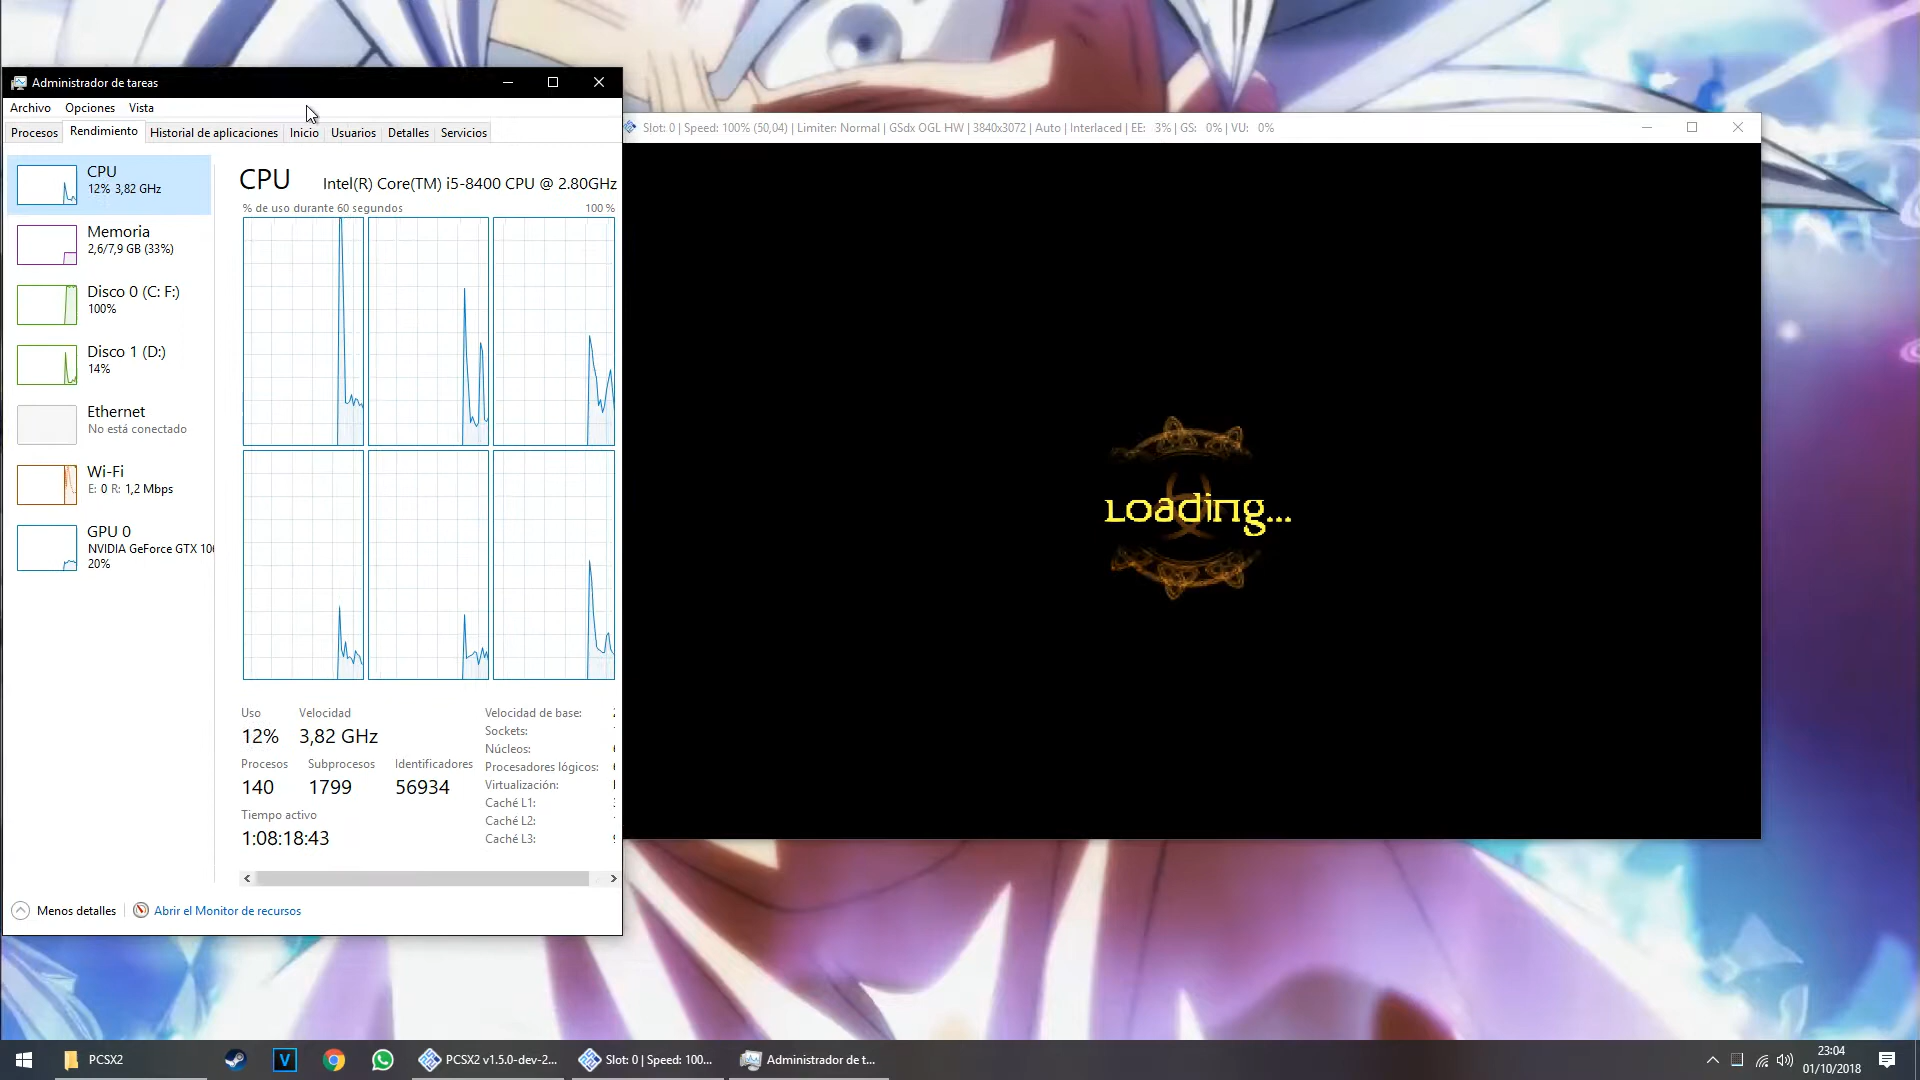 Administrador de tareas
Archivo Opciones Vista
Procesos Rendimiento Historial de aplicaciones Inicio Usuarios Detalles Servicios
CPU
12% 3,82 GHz
Memoria
2,6/7,9 GB (33%)
Disco 0 (C: F:)
100%
Disco 1 (D:)
14%
Ethernet
No está conectado
Wi-Fi
E: 0 R: 1,2 Mbps
GPU 0
NVIDIA GeForce GTX
20%
CPU Intel(R) Core(TM) i5-8400 CPU @ 2.80GHz
% de uso durante 60 segundos 100 %
Uso Velocidad
12% 3,82 GHz
Procesos Subprocesos Identificadores
140 1799 56934
Tiempo activo
1:08:18:43
Velocidad de base:
Sockets:
Núcleos:
Procesadores lógicos:
Virtualización:
Caché L1:
Caché L2:
Caché L3:
Menos detalles Abrir el Monitor de recursos
Slot: 0 | Speed: 100% (50,04) | Limiter: Normal | GSdx OGL HW | 3840x3072 | Auto | Interlaced | EE: 3% | GS: 0% | VU: 0%
Loading...
PCSX2
V
PCSX2 v1.5.0-dev-2...
Slot: 0 | Speed: 100...
Administrador de t...
23:04
01/10/2018